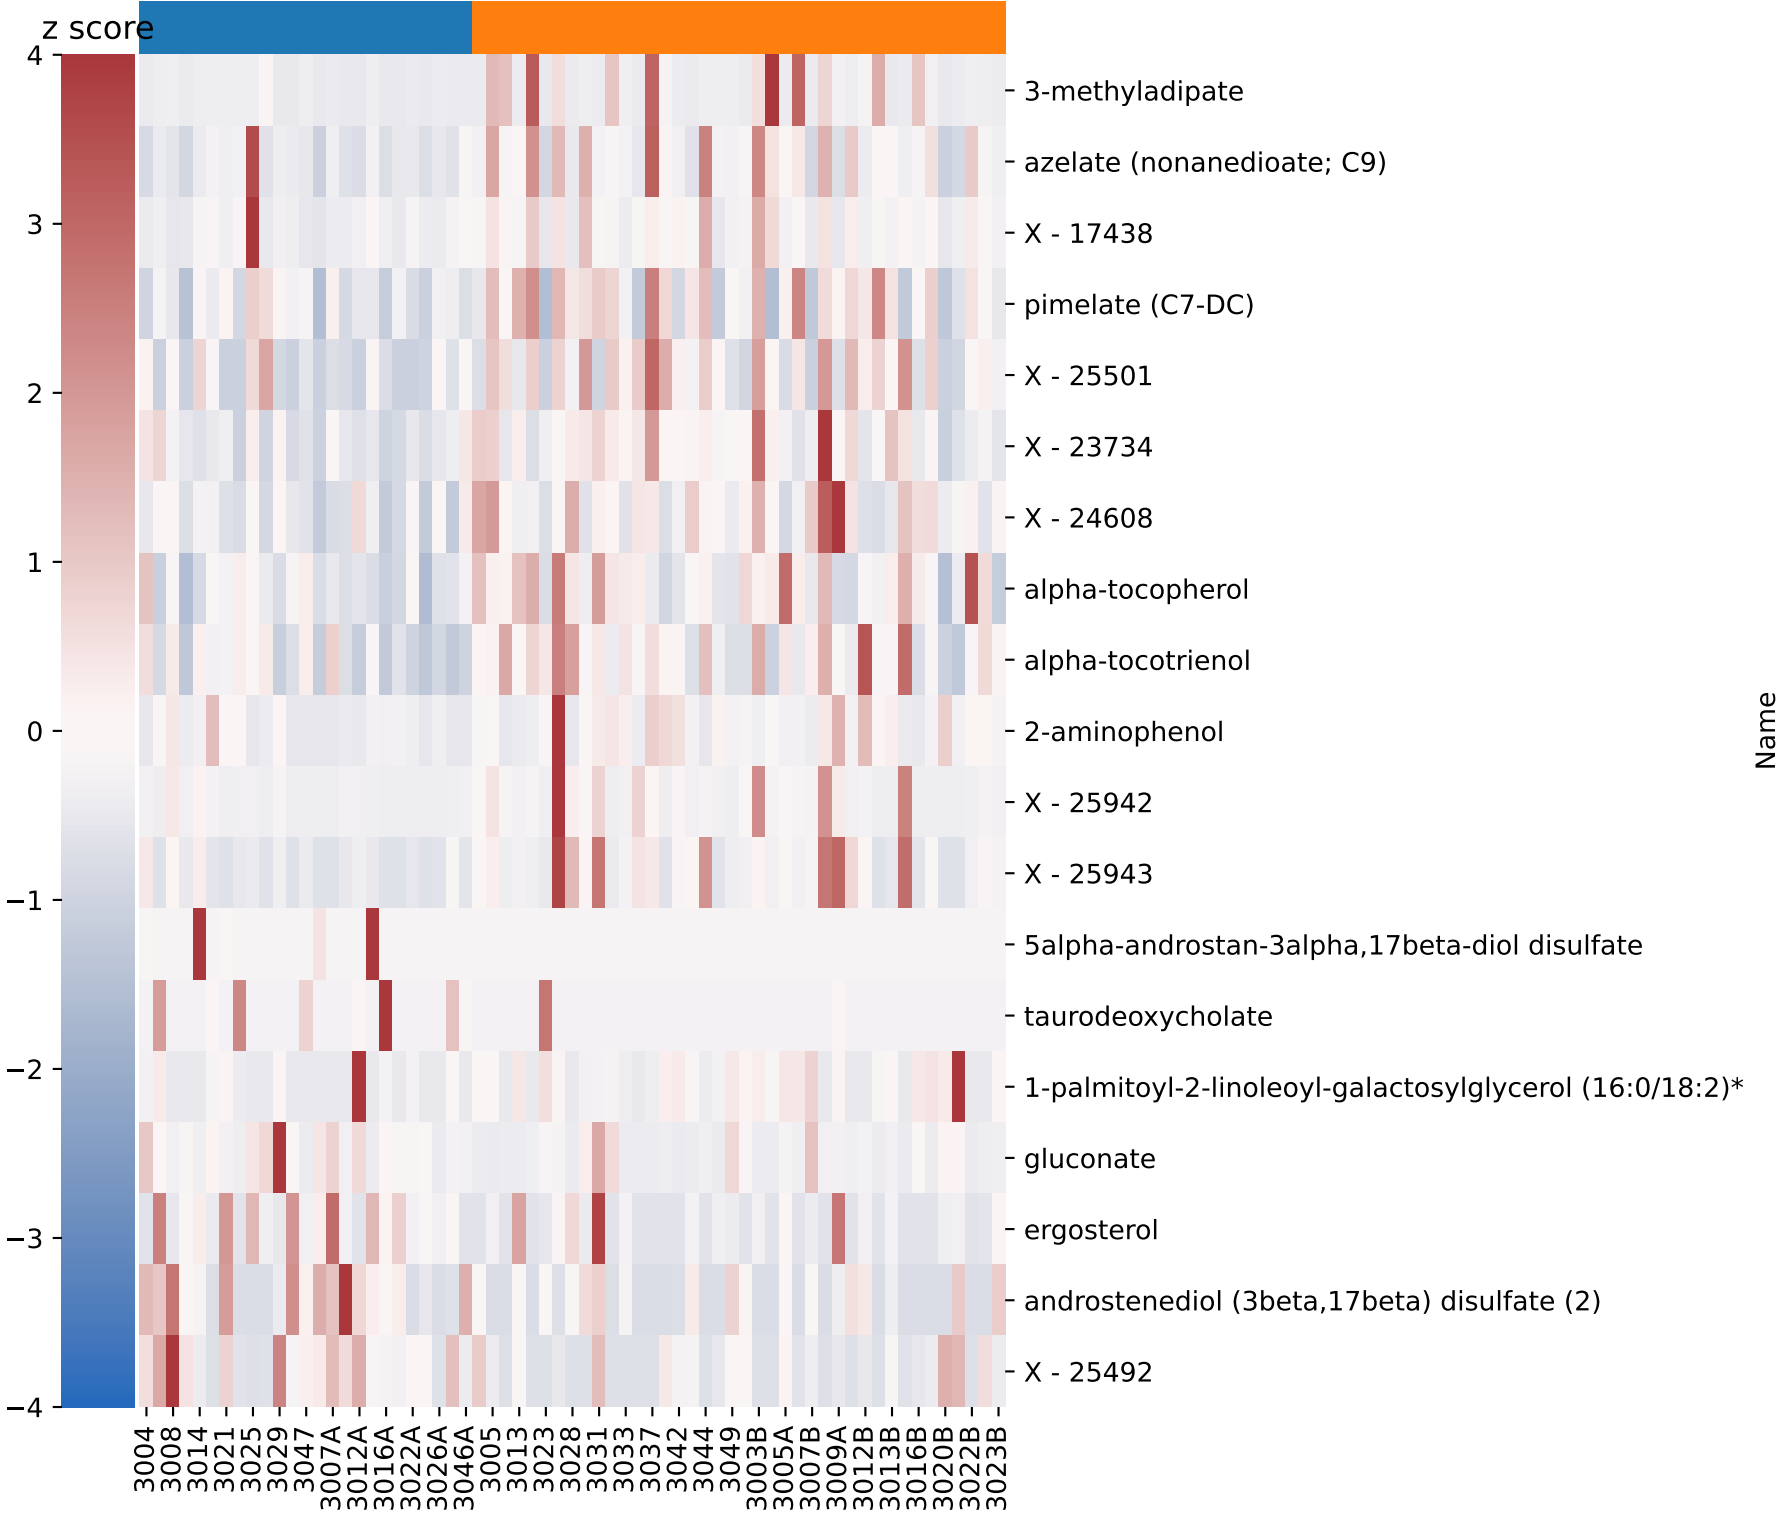 z score
4
3
2
1
0
−1
−2
−3
−4
3-methyladipate
azelate (nonanedioate; C9)
X - 17438
pimelate (C7-DC)
X - 25501
X - 23734
X - 24608
alpha-tocopherol
alpha-tocotrienol
2-aminophenol
X - 25942
X - 25943
5alpha-androstan-3alpha,17beta-diol disulfate
taurodeoxycholate
1-palmitoyl-2-linoleoyl-galactosylglycerol (16:0/18:2)*
gluconate
ergosterol
androstenediol (3beta,17beta) disulfate (2)
X - 25492
Name
3004
3008
3014
3021
3025
3029
3047
3007A
3012A
3016A
3022A
3026A
3046A
3005
3013
3023
3028
3031
3033
3037
3042
3044
3049
3003B
3005A
3007B
3009A
3012B
3013B
3016B
3020B
3022B
3023B